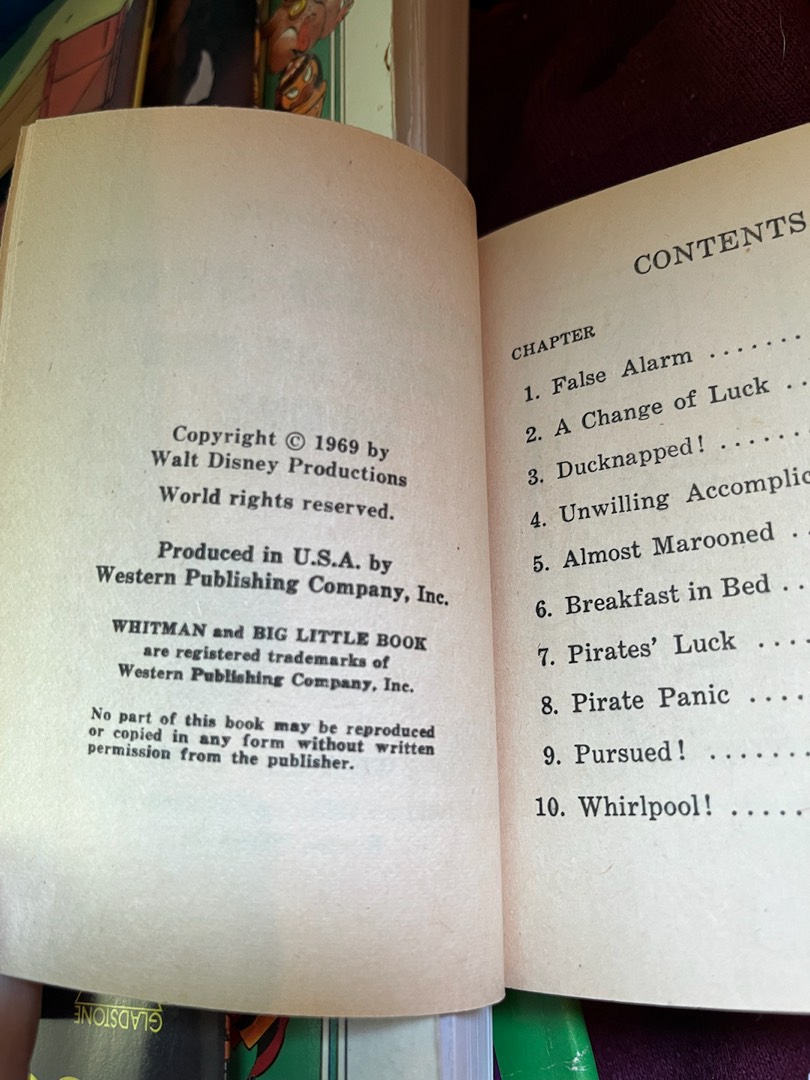 Copyright © 1969 by
Walt Disney Productions
World rights reserved.
Produced in U.S.A. by
Western Publishing Company, Inc.
WHITMAN and BIG LITTLE BOOK
are registered trademarks of
Western Publishing Company, Inc.
No part of this book may be reproduced
or copied in any form without written
permission from the publisher.
CONTENTS
CHAPTER
1. False Alarm .......
2. A Change of Luck ..
3. Ducknapped! ......
4. Unwilling
5. Almost Marooned ..
6. Breakfast in Bed ..
7. Pirates' Luck ....
8. Pirate Panic ....
9. Pursued! .......
10. Whirlpool! .....
GLADSTONE